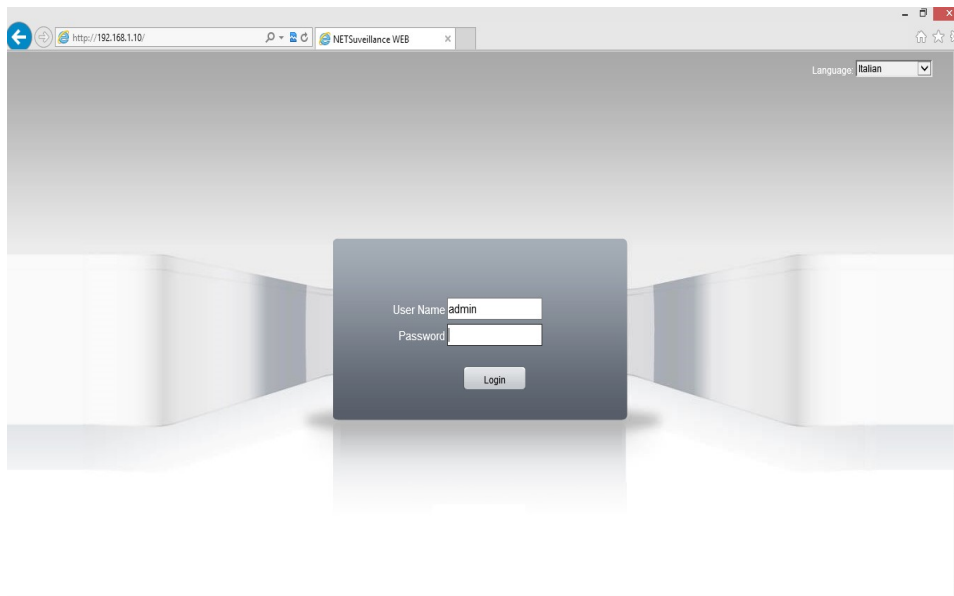 http://192.168.1.10/
NETSuveillance WEB
Language: Italian
User Name admin
Password
Login